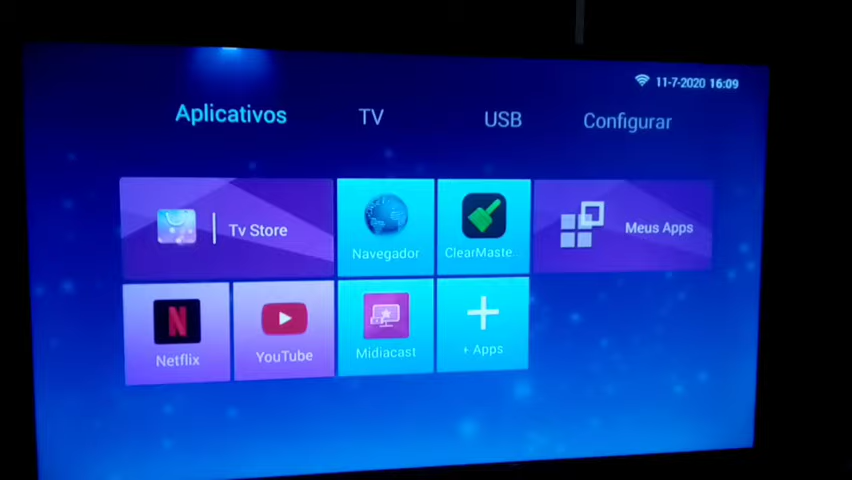 11-7-2020 16:09
Aplicativos
TV
USB
Configurar
Tv Store
Navegador
ClearMaste...
Meus Apps
N
Netflix
YouTube
Midiacast
+ Apps